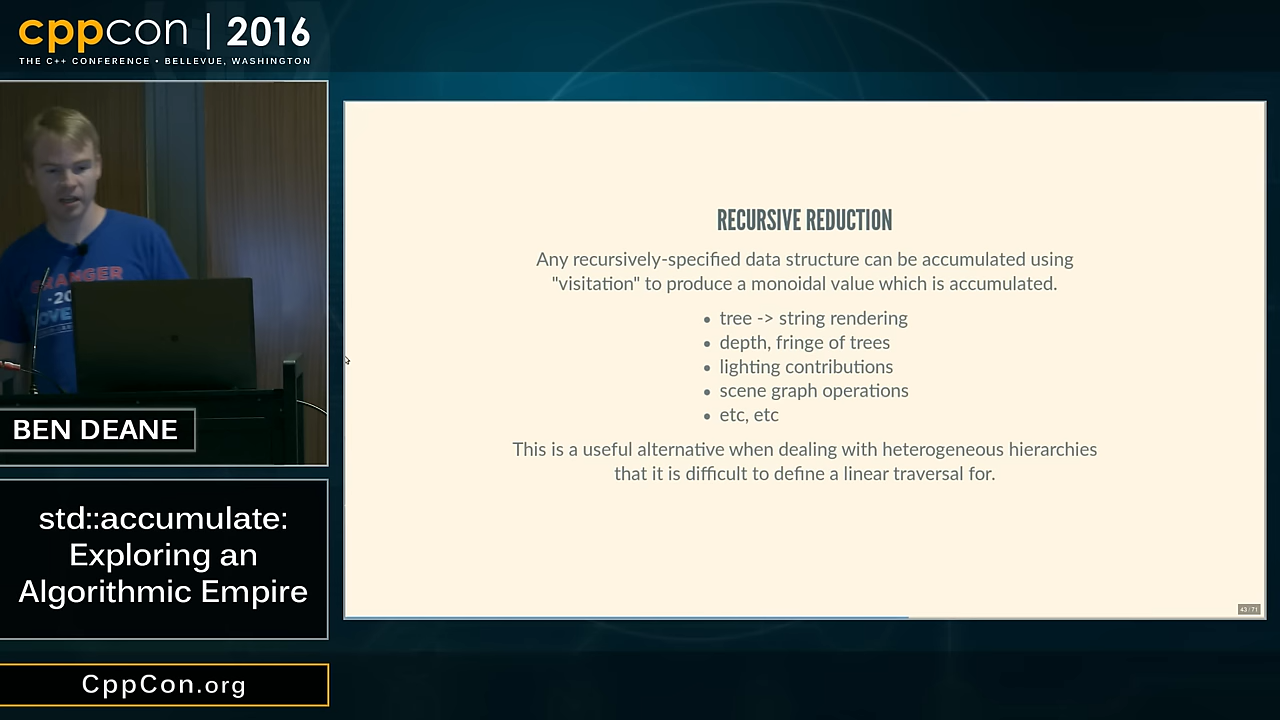 cppcon | 2016
THE C++ CONFERENCE • BELLEVUE, WASHINGTON
GRANGER
BEN DEANE
std::accumulate:
Exploring an
Algorithmic Empire
CppCon.org
RECURSIVE REDUCTION
Any recursively-specified data structure can be accumulated using
"visitation" to produce a monoidal value which is accumulated.
• tree -> string rendering
• depth, fringe of trees
• lighting contributions
• scene graph operations
• etc, etc
This is a useful alternative when dealing with heterogeneous hierarchies
that it is difficult to define a linear traversal for.
43 / 71